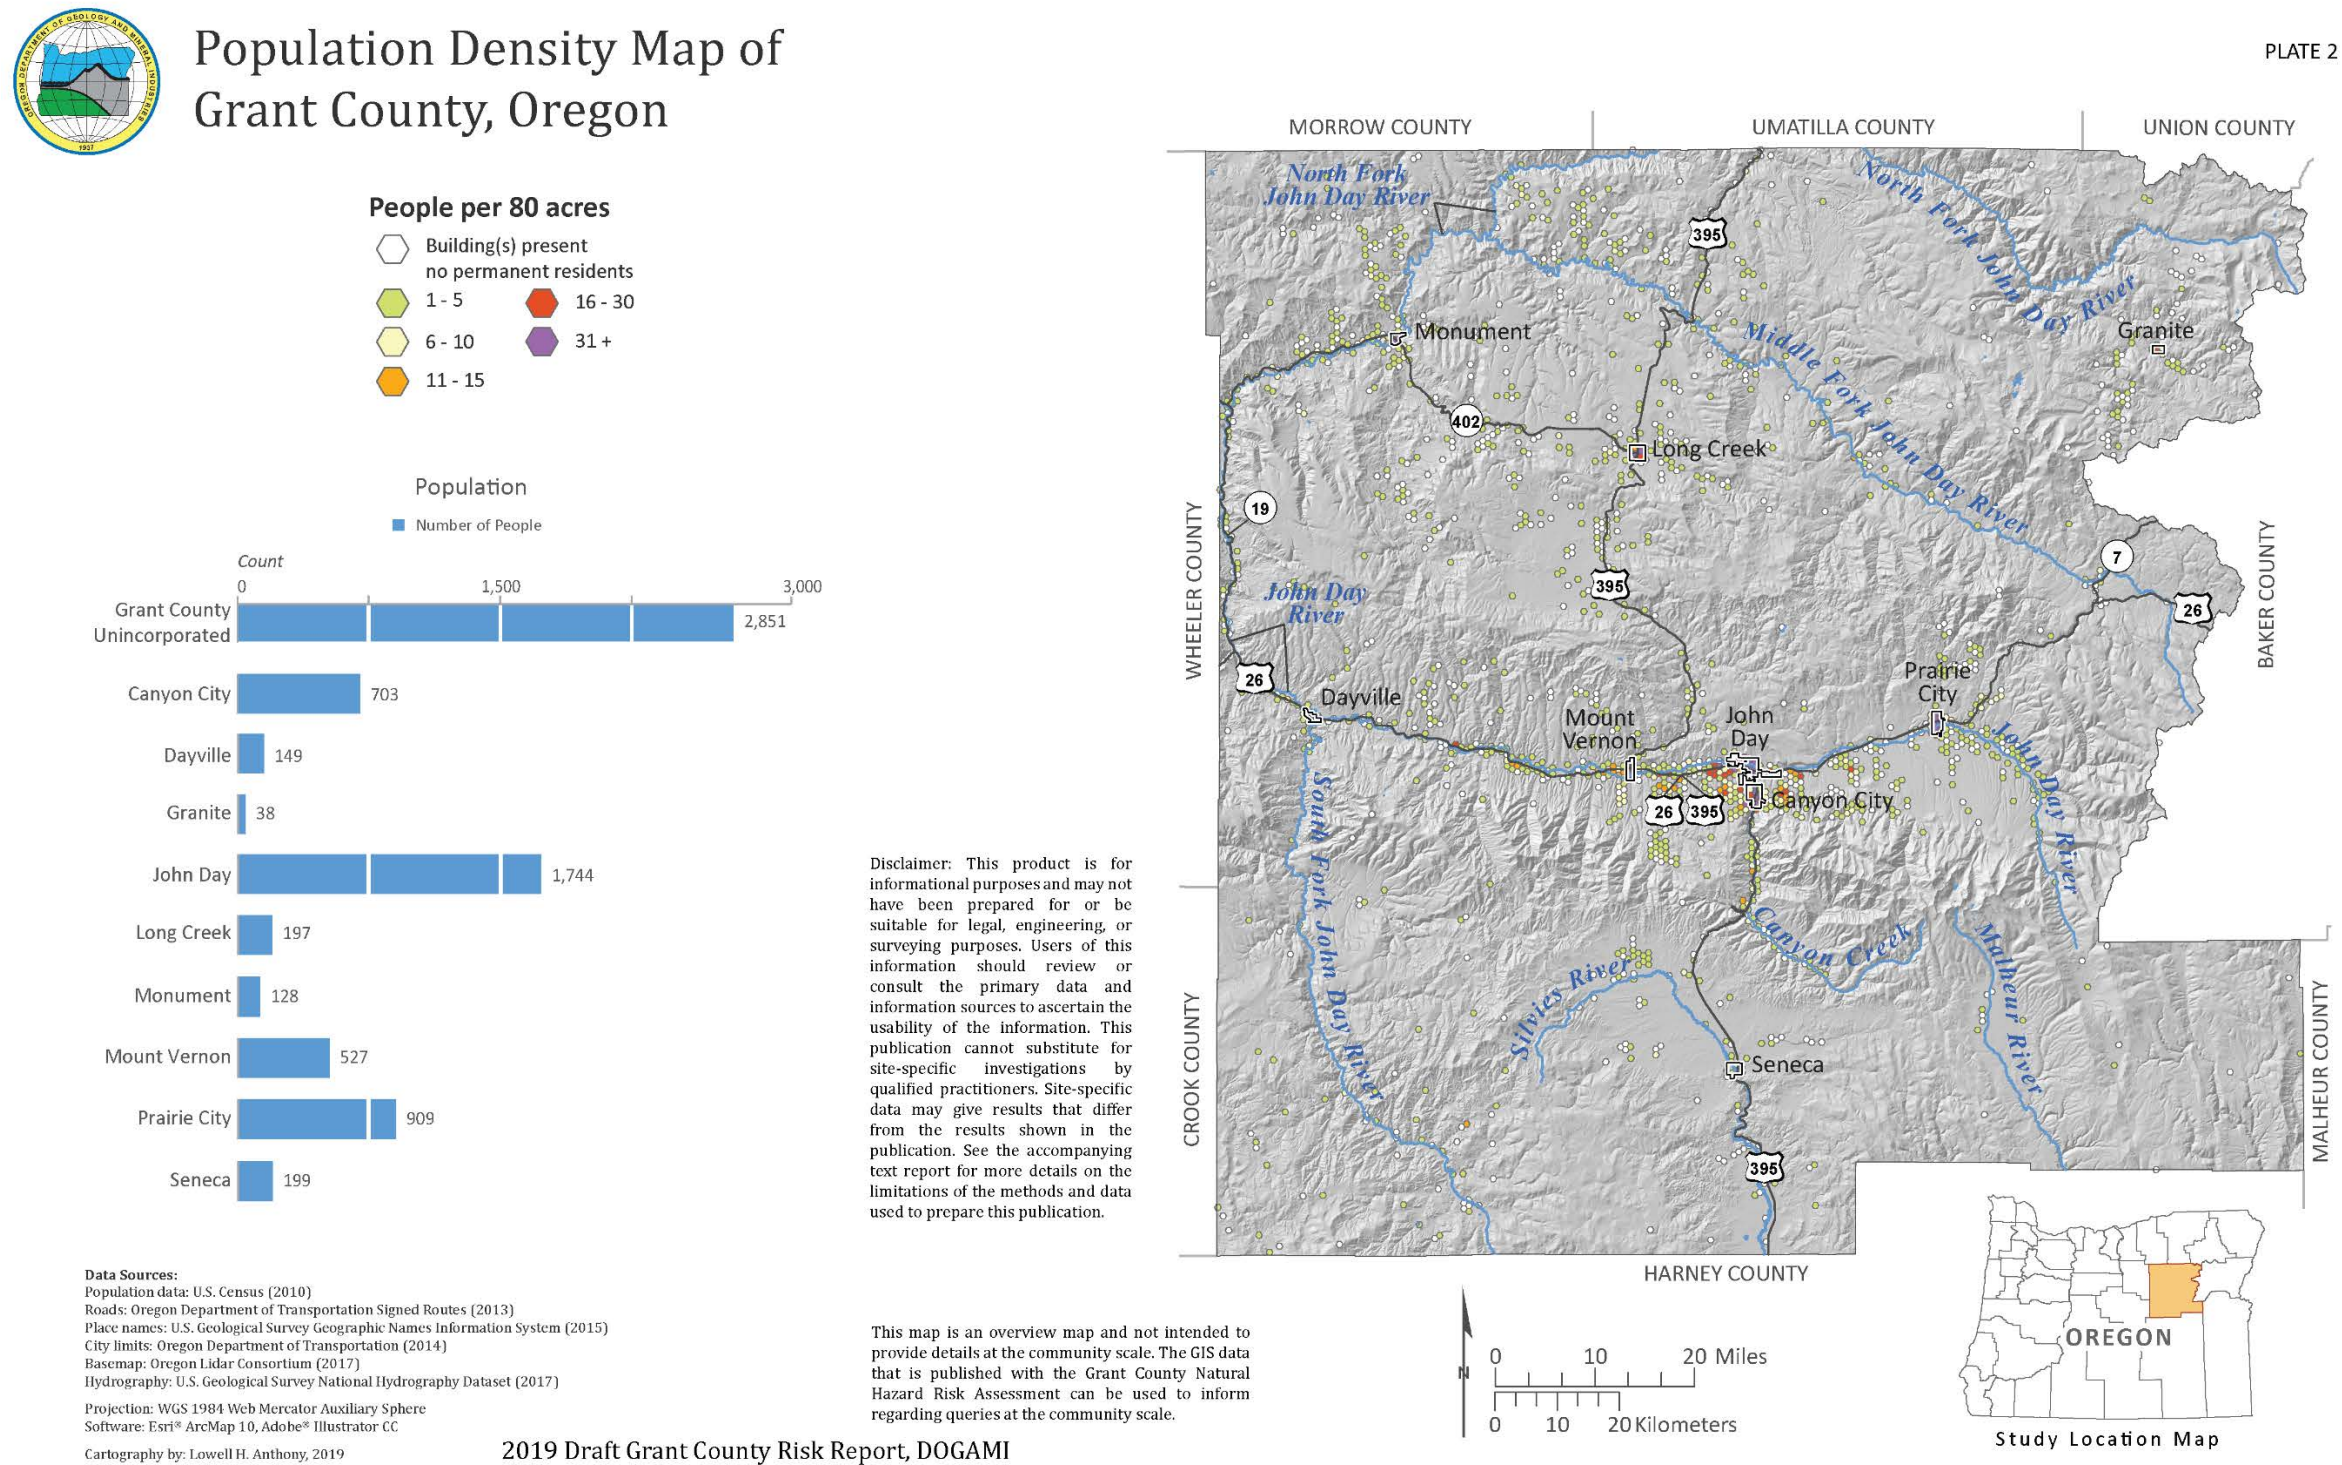 OREGON DEPARTMENT OF GEOLOGY AND MINERAL INDUSTRIES
1937
Population Density Map of
Grant County, Oregon
PLATE 2
People per 80 acres
Building(s) present
no permanent residents
1 - 5
16 - 30
6 - 10
31 +
11 - 15
Population
Number of People
Count
0
1,500
3,000
Grant County
Unincorporated
2,851
Canyon City
703
Dayville
149
Granite
38
John Day
1,744
Long Creek
197
Monument
128
Mount Vernon
527
Prairie City
909
Seneca
199
Data Sources:
Population data: U.S. Census (2010)
Roads: Oregon Department of Transportation Signed Routes (2013)
Place names: U.S. Geological Survey Geographic Names Information System (2015)
City limits: Oregon Department of Transportation (2014)
Basemap: Oregon Lidar Consortium (2017)
Hydrography: U.S. Geological Survey National Hydrography Dataset (2017)
Projection: WGS 1984 Web Mercator Auxiliary Sphere
Software: Esri® ArcMap 10, Adobe® Illustrator CC
Cartography by: Lowell H. Anthony, 2019
2019 Draft Grant County Risk Report, DOGAMI
Disclaimer: This product is for
informational purposes and may not
have been prepared for or be
suitable for legal, engineering, or
surveying purposes. Users of this
information should review or
consult the primary data and
information sources to ascertain the
usability of the information. This
publication cannot substitute for
site-specific investigations by
qualified practitioners. Site-specific
data may give results that differ
from the results shown in the
publication. See the accompanying
text report for more details on the
limitations of the methods and data
used to prepare this publication.
This map is an overview map and not intended to
provide details at the community scale. The GIS data
that is published with the Grant County Natural
Hazard Risk Assessment can be used to inform
regarding queries at the community scale.
MORROW COUNTY
UMATILLA COUNTY
UNION COUNTY
North Fork
John Day River
North Fork John Day River
395
Granite
Monument
Middle Fork John Day River
402
Long Creek
19
WHEELER COUNTY
395
7
26
BAKER COUNTY
John Day
River
26
Dayville
Prairie
City
Mount
Vernon
John
Day
26
395
Canyon City
John Day River
South Fork John Day River
Canyon Creek
Silvies River
Malheur River
Seneca
395
CROOK COUNTY
MALHEUR COUNTY
HARNEY COUNTY
N
0
10
20 Miles
0
10
20 Kilometers
OREGON
Study Location Map